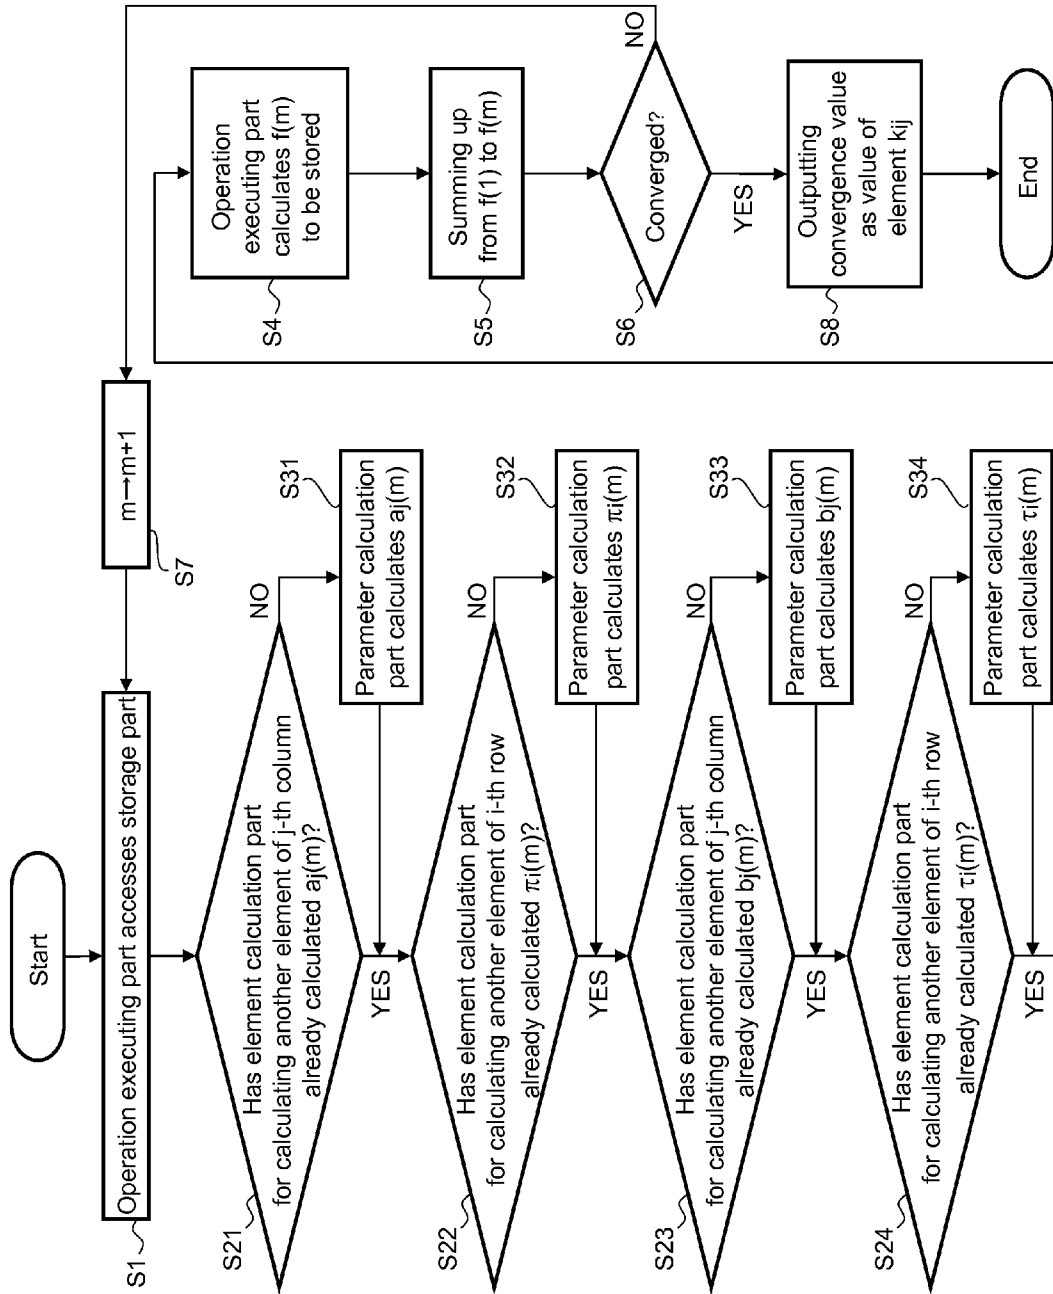 Start
S1
Operation executing part accesses storage part
S7
m→m+1
S21
Has element calculation part
for calculating another element of j-th column
already calculated aj(m)?
NO
YES
S31
Parameter calculation
part calculates aj(m)
S22
Has element calculation part
for calculating another element of i-th row
already calculated πi(m)?
NO
YES
S32
Parameter calculation
part calculates πi(m)
S23
Has element calculation part
for calculating another element of j-th column
already calculated bj(m)?
NO
YES
S33
Parameter calculation
part calculates bj(m)
S24
Has element calculation part
for calculating another element of i-th row
already calculated τi(m)?
NO
YES
S34
Parameter calculation
part calculates τi(m)
S4
Operation
executing part
calculates f(m)
to be stored
S5
Summing up
from f(1) to f(m)
S6
Converged?
NO
YES
S8
Outputting
convergence value
as value of
element kij
End